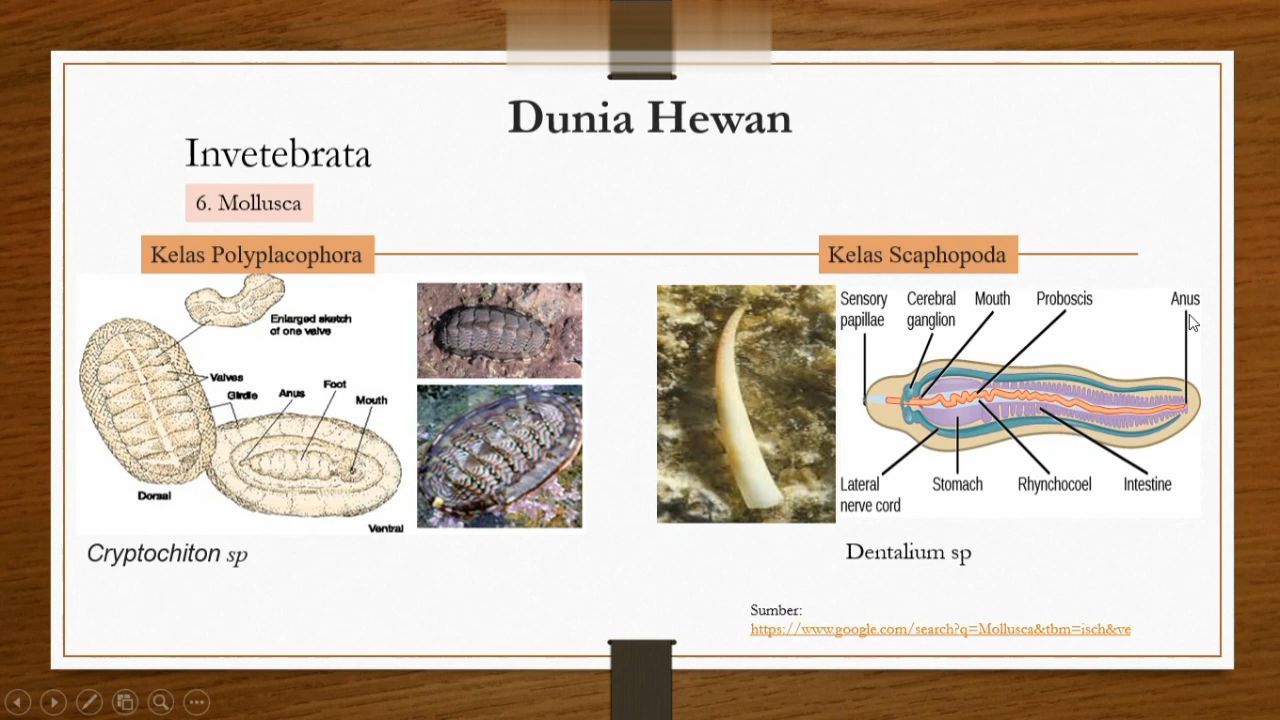 Dunia Hewan
Invetebrata
6. Mollusca
Kelas Polyplacophora
Enlarged sketch
of one valve
Valves
Girdle
Anus
Foot
Mouth
Dorsal
Ventral
Cryptochiton sp
Kelas Scaphopoda
Sensory
papillae
Cerebral
ganglion
Mouth
Proboscis
Anus
Lateral
nerve cord
Stomach
Rhynchocoel
Intestine
Dentalium sp
Sumber:
https://www.google.com/search?q=Mollusca&tbm=isch&ve